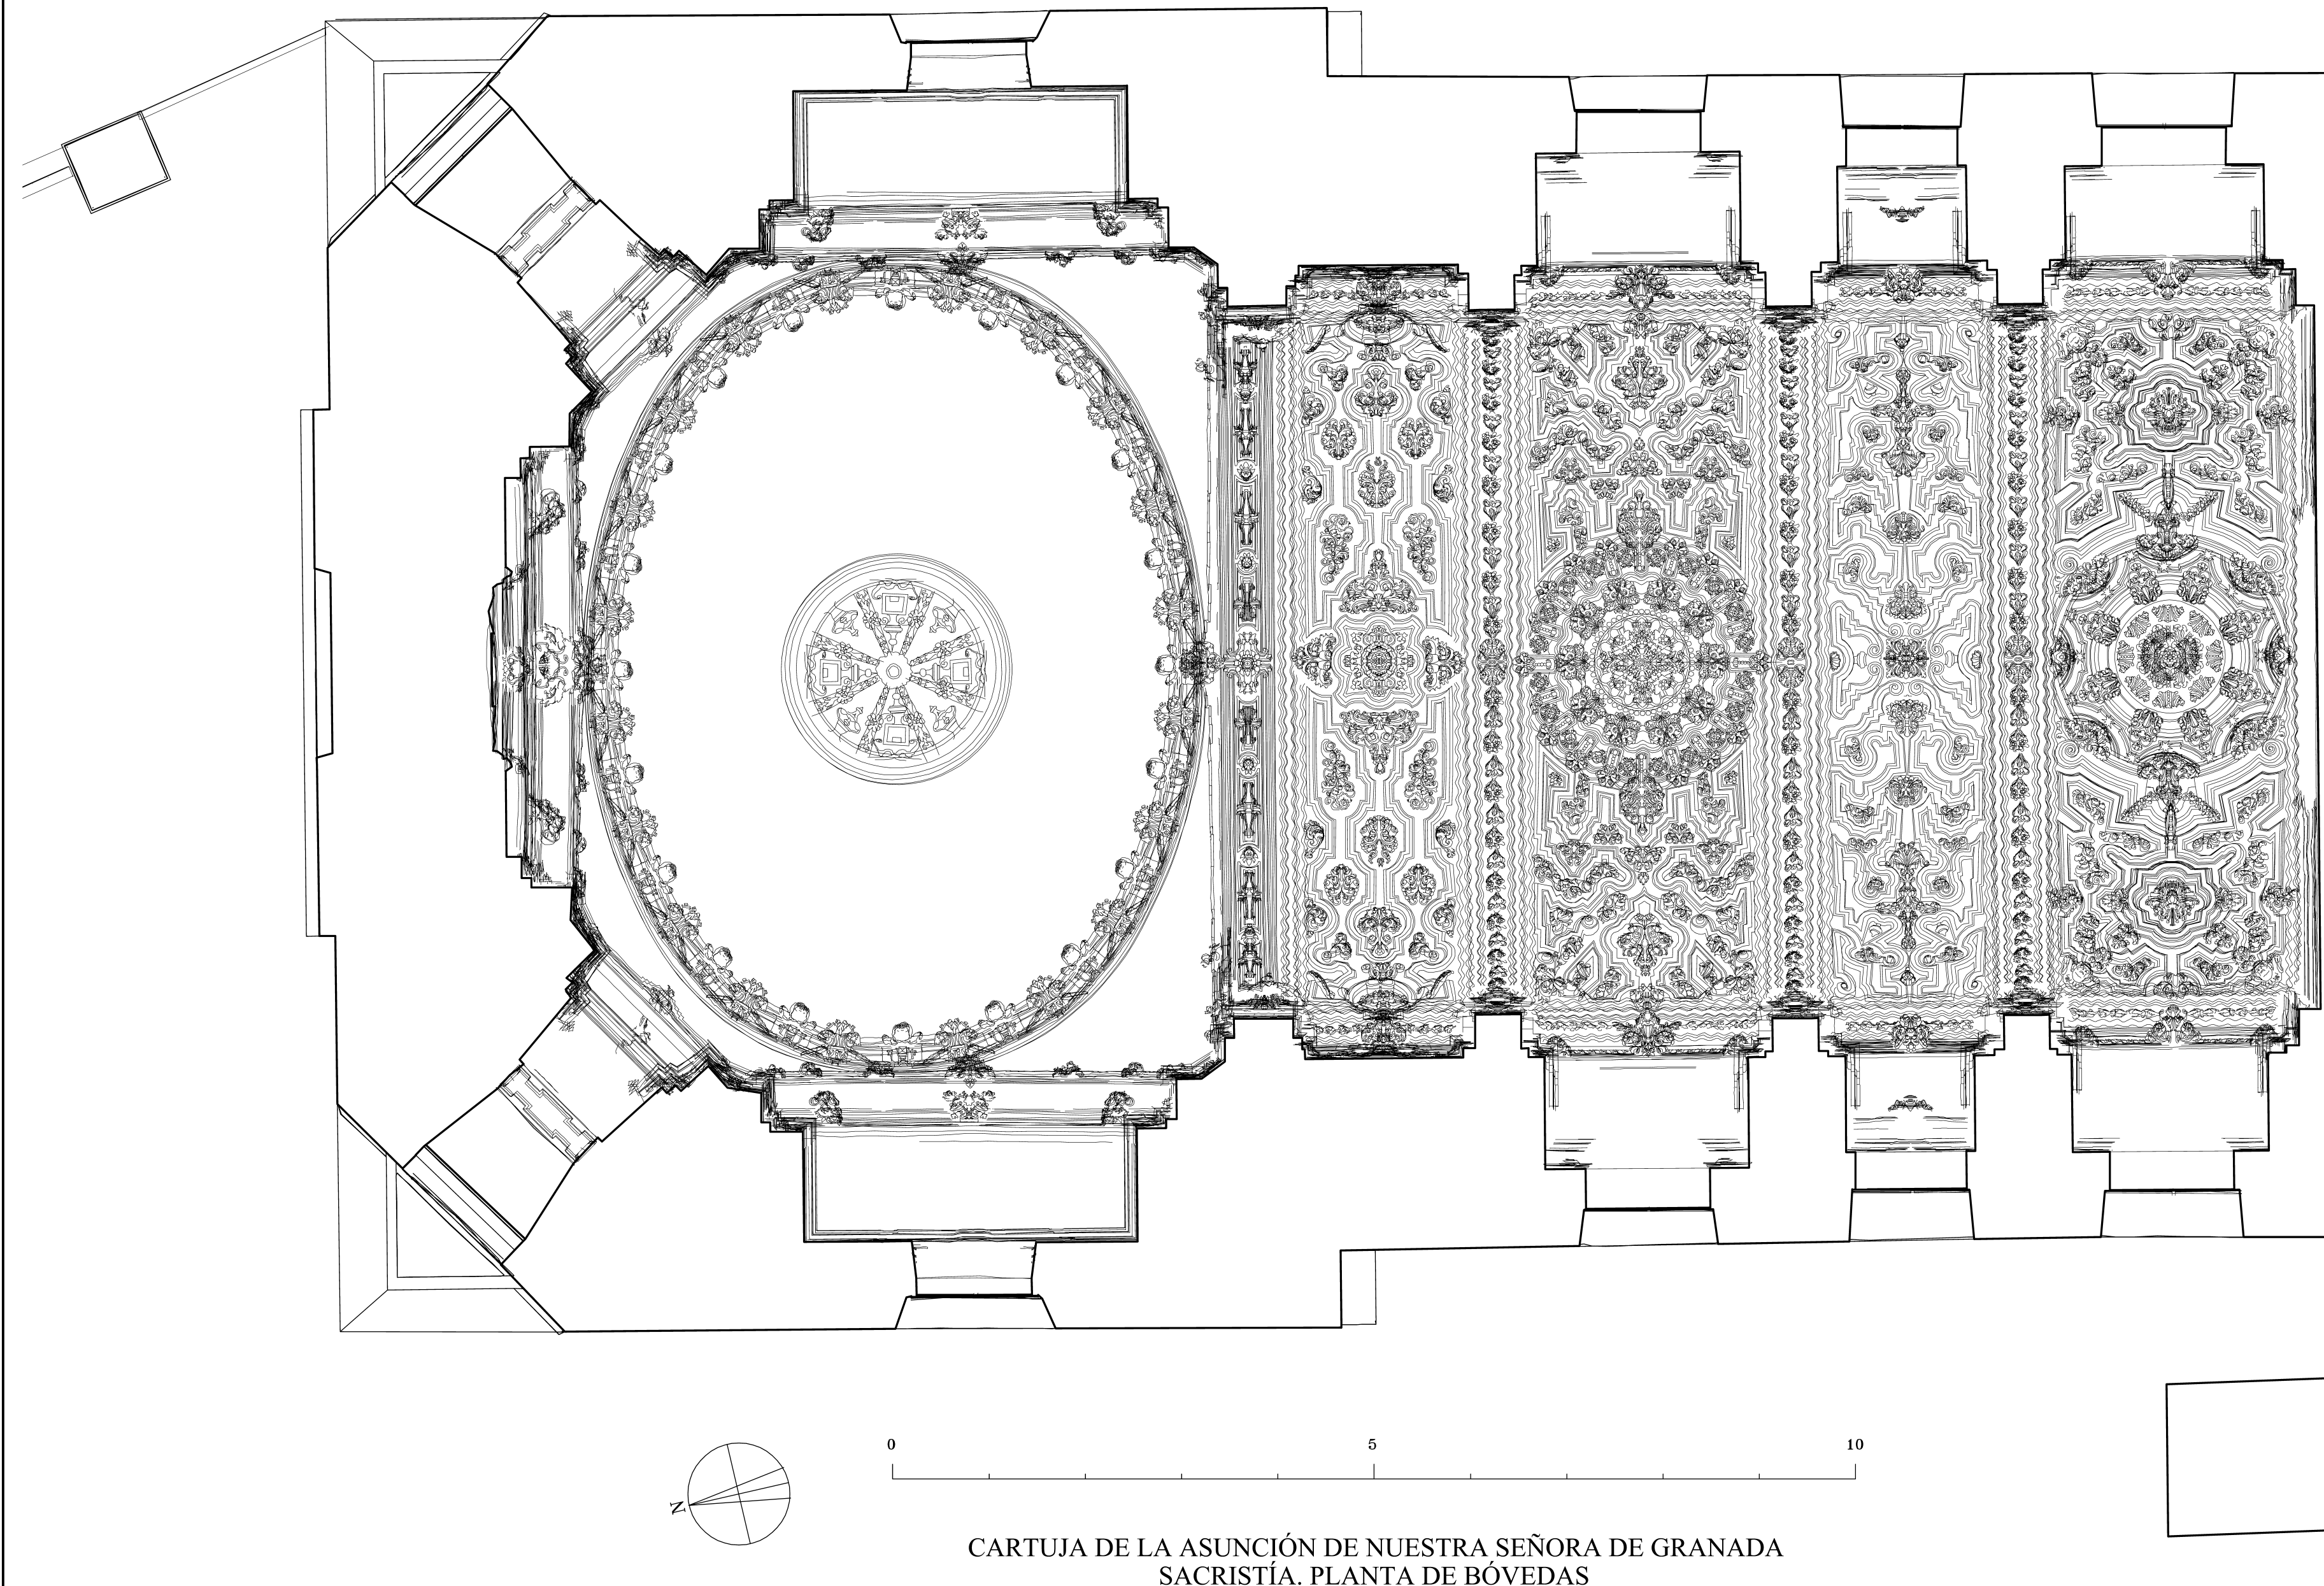 0 5 10
N
CARTUJA DE LA ASUNCIÓN DE NUESTRA SEÑORA DE GRANADA
SACRISTÍA. PLANTA DE BÓVEDAS